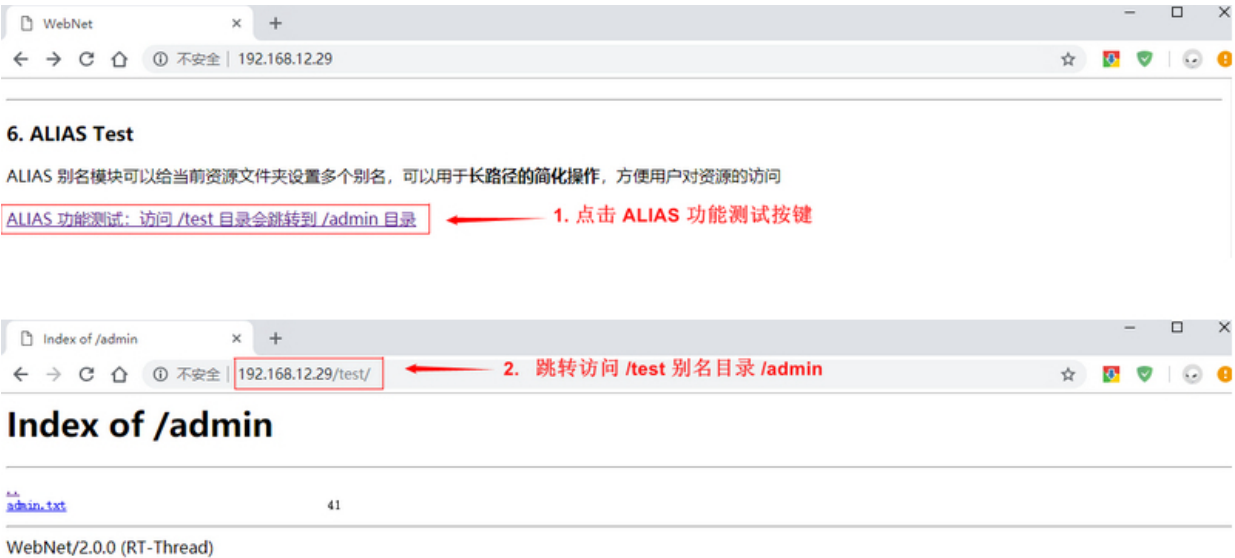 WebNet
不安全 | 192.168.12.29
6. ALIAS Test
ALIAS 别名模块可以给当前资源文件夹设置多个别名，可以用于长路径的简化操作，方便用户对资源的访问
ALIAS 功能测试：访问 /test 目录会跳转到 /admin 目录
1. 点击 ALIAS 功能测试按键
Index of /admin
不安全 | 192.168.12.29/test/
2. 跳转访问 /test 别名目录 /admin
Index of /admin
..
admin.txt 41
WebNet/2.0.0 (RT-Thread)